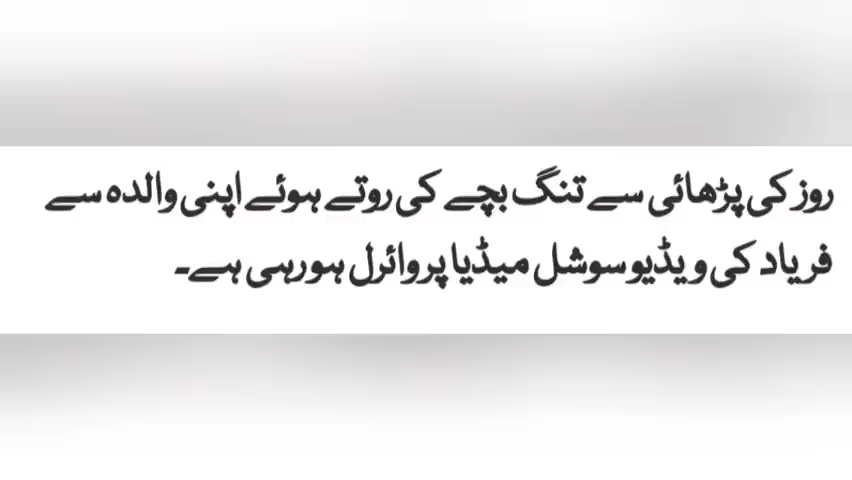 روز کی پڑھائی سے تنگ بچے کی روتے ہوئے اپنی والدہ سے
فریاد کی ویڈیو سوشل میڈیا پر وائرل ہو رہی ہے۔